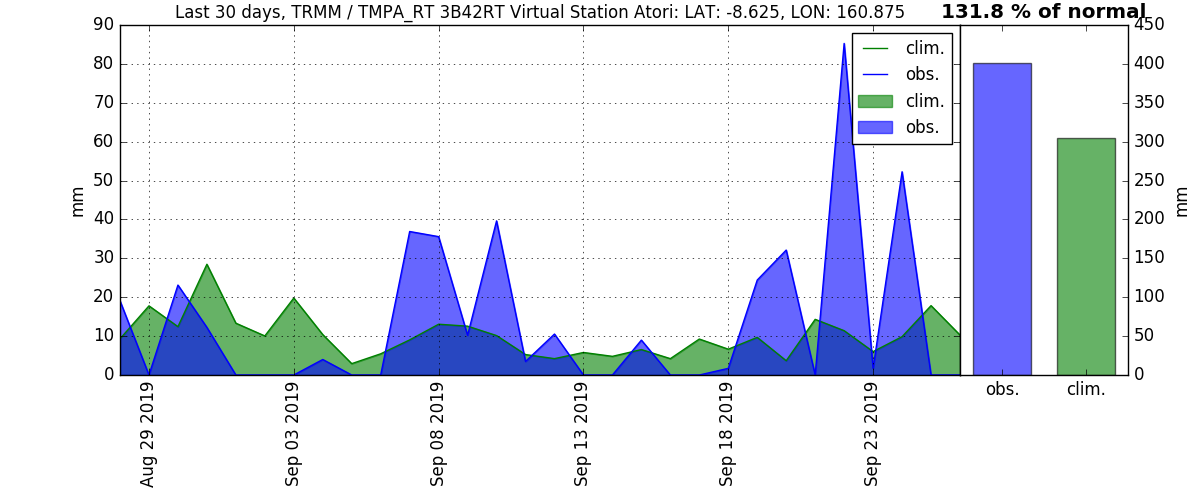 Last 30 days, TRMM / TMPA_RT 3B42RT Virtual Station Atori: LAT: -8.625, LON: 160.875
131.8 % of normal
90
80
70
60
50
40
30
20
10
0
mm
clim.
obs.
clim.
obs.
Aug 29 2019
Sep 03 2019
Sep 08 2019
Sep 13 2019
Sep 18 2019
Sep 23 2019
450
400
350
300
250
200
150
100
50
0
mm
obs.
clim.